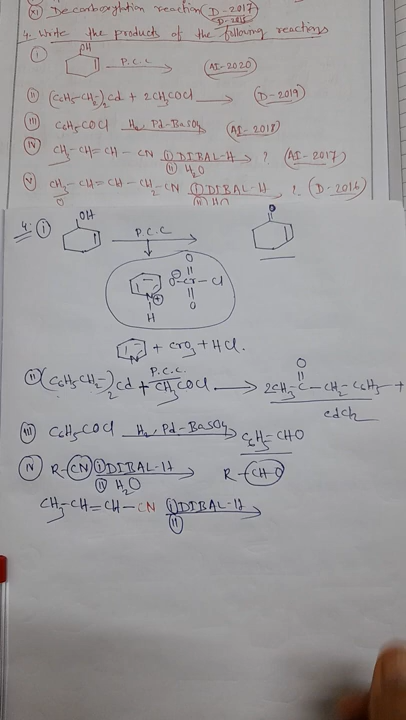 XI Decarboxylation reaction (D-2017)
D-2015
4. Write the products of the following reactions
I OH P.C.C (AI-2020)
II (C6H5-CH2)2Cd + 2CH3COCl → (D-2019)
III C6H5COCl H2, Pd-BaSO4 (AI-2018)
IV CH3-CH=CH-CN (I) DIBAL-H → ? (AI-2017)
(II) H2O
V CH3-CH=CH-CH2-CN (I) DIBAL-H → ? (D-2016)
4. (I) OH P.C.C → O
O
O-Cr-Cl
N
O
H
N + CrO3 + HCl.
P.C.C.
O
(II) (C6H5CH2-)2Cd + CH3COCl → 2CH3-C-CH2-C6H5 +
CdCl2
(III) C6H5-COCl H2, Pd-BaSO4 → C6H5=CHO
(IV) R-CN (I) DIBAL-H → R-CHO
(II) H2O
CH3-CH=CH-CN (I) DIBAL-H →
(II)